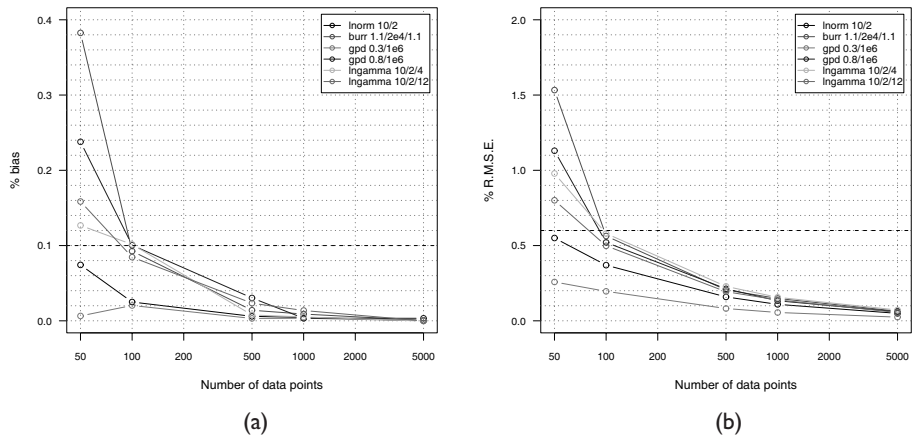 0.4
0.3
0.2
0.1
0.0
% bias
lnorm 10/2
burr 1.1/2e4/1.1
gpd 0.3/1e6
gpd 0.8/1e6
lngamma 10/2/4
lngamma 10/2/12
50 100 200 500 1000 2000 5000
Number of data points
(a)
2.0
1.5
1.0
0.5
0.0
% R.M.S.E.
lnorm 10/2
burr 1.1/2e4/1.1
gpd 0.3/1e6
gpd 0.8/1e6
lngamma 10/2/4
lngamma 10/2/12
50 100 200 500 1000 2000 5000
Number of data points
(b)